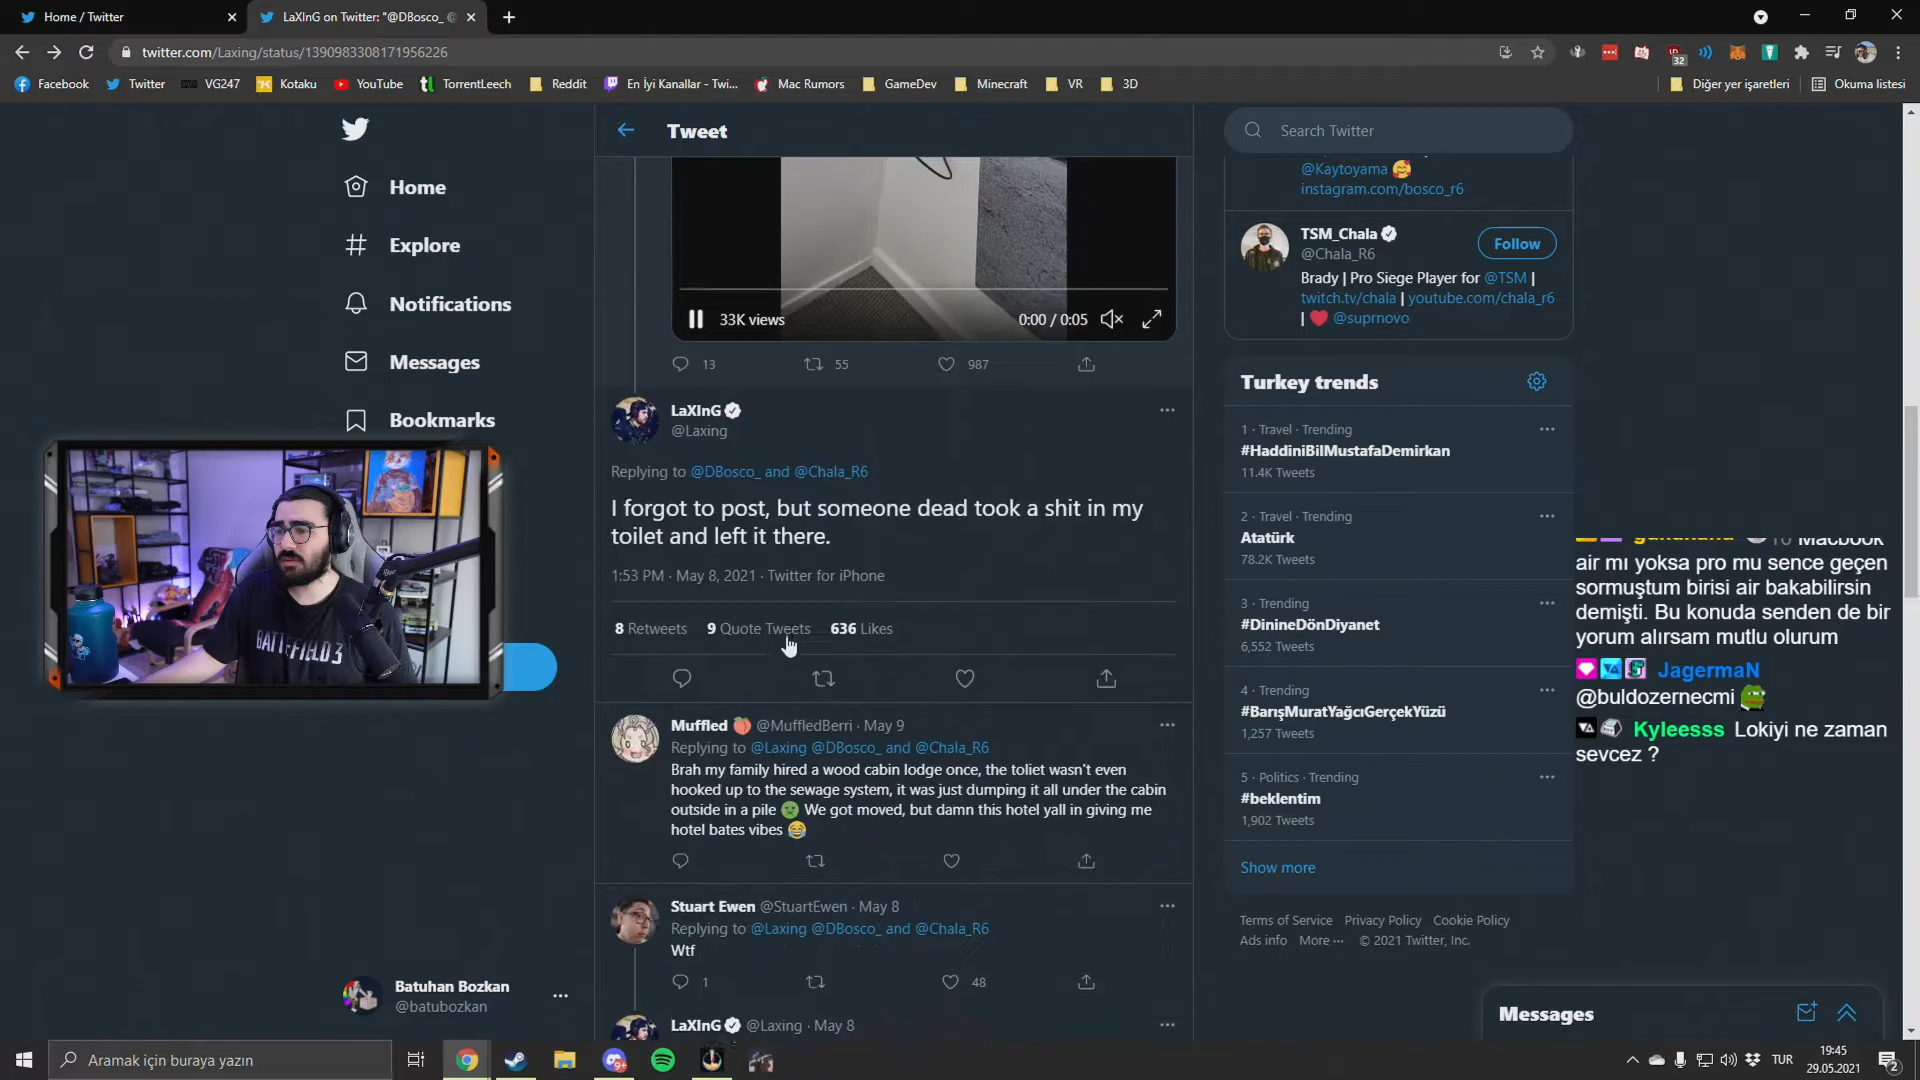 Home / Twitter
LaXInG on Twitter: "@DBosco_ @
twitter.com/Laxing/status/1390983308171956226
32
Facebook
Twitter
VG247
Kotaku
YouTube
TorrentLeech
Reddit
En İyi Kanallar - Twi...
Mac Rumors
GameDev
Minecraft
VR
3D
Diğer yer işaretleri
Okuma listesi
Home
Explore
Notifications
Messages
Bookmarks
BATTLEFIELD 3
Batuhan Bozkan
@batubozkan
Tweet
33K views
0:00 / 0:05
13
55
987
LaXInG
@Laxing
Replying to @DBosco_ and @Chala_R6
I forgot to post, but someone dead took a shit in my
toilet and left it there.
1:53 PM · May 8, 2021 · Twitter for iPhone
8 Retweets 9 Quote Tweets 636 Likes
Muffled 🍑 @MuffledBerri · May 9
Replying to @Laxing @DBosco_ and @Chala_R6
Brah my family hired a wood cabin lodge once, the toliet wasn't even
hooked up to the sewage system, it was just dumping it all under the cabin
outside in a pile 🤢 We got moved, but damn this hotel yall in giving me
hotel bates vibes 😂
Stuart Ewen @StuartEwen · May 8
Replying to @Laxing @DBosco_ and @Chala_R6
Wtf
1
48
LaXInG @Laxing · May 8
Search Twitter
@Kaytoyama 🥰
instagram.com/bosco_r6
TSM_Chala
@Chala_R6
Follow
Brady | Pro Siege Player for @TSM |
twitch.tv/chala | youtube.com/chala_r6
| ❤️ @suprnovo
Turkey trends
1 · Travel · Trending
#HaddiniBilMustafaDemirkan
11.4K Tweets
2 · Travel · Trending
Atatürk
78.2K Tweets
3 · Trending
#DinineDönDiyanet
6,552 Tweets
4 · Trending
#BarışMuratYağcıGerçekYüzü
1,257 Tweets
5 · Politics · Trending
#beklentim
1,902 Tweets
Show more
Terms of Service Privacy Policy Cookie Policy
Ads info More ··· © 2021 Twitter, Inc.
Messages
Macbook
air mı yoksa pro mu sence geçen
sormuştum birisi air bakabilirsin
demişti. Bu konuda senden de bir
yorum alırsam mutlu olurum
JagermaN
@buldozernecmi
Kyleesss Lokiyi ne zaman
sevcez ?
Aramak için buraya yazın
9+
TUR
19:45
29.05.2021
2